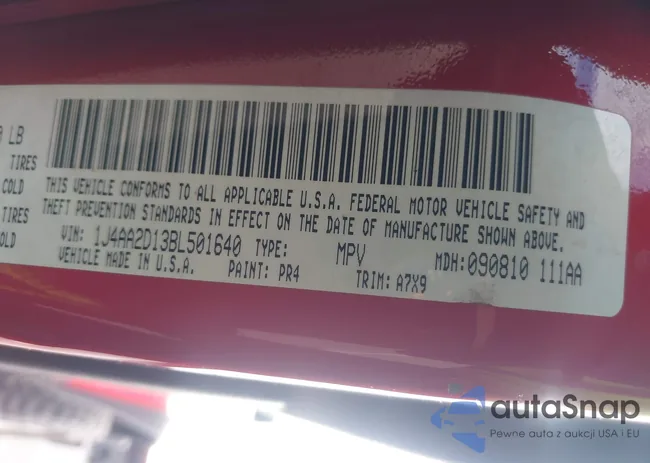 0 LB
TIRES
COLD
TIRES
COLD
THIS VEHICLE CONFORMS TO ALL APPLICABLE U.S.A. FEDERAL MOTOR VEHICLE SAFETY AND
THEFT PREVENTION STANDARDS IN EFFECT ON THE DATE OF MANUFACTURE SHOWN ABOVE.
VIN: 1J4AA2D13BL501640 TYPE: MPV MDH: 090810 111AA
VEHICLE MADE IN U.S.A. PAINT: PR4 TRIM: A7X9
autaSnap
Pewne auta z aukcji USA i EU